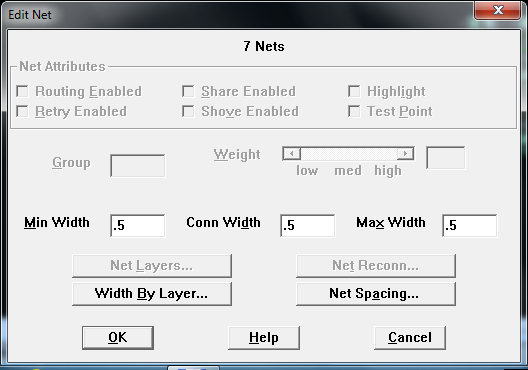 Edit Net
7 Nets
Net Attributes
Routing Enabled Share Enabled Highlight
Retry Enabled Shove Enabled Test Point
Group Weight
low med high
Min Width .5 Conn Width .5 Max Width .5
Net Layers... Net Reconn...
Width By Layer... Net Spacing...
OK Help Cancel